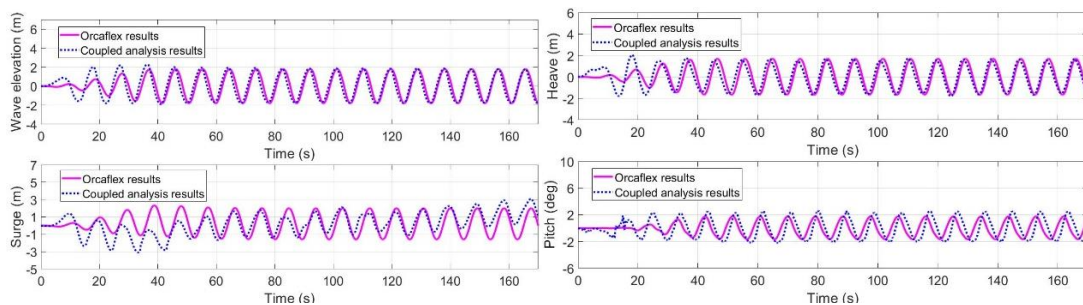 Wave elevation (m)
6
4
2
0
-2
-4
Orcaflex results
Coupled analysis results
0 20 40 60 80 100 120 140 160
Time (s)
Heave (m)
6
4
2
0
-2
-4
Orcaflex results
Coupled analysis results
0 20 40 60 80 100 120 140 160
Time (s)
Surge (m)
7
5
3
1
-1
-3
-5
Orcaflex results
Coupled analysis results
0 20 40 60 80 100 120 140 160
Time (s)
Pitch (deg)
10
6
2
-2
-6
Orcaflex results
Coupled analysis results
0 20 40 60 80 100 120 140 160
Time (s)